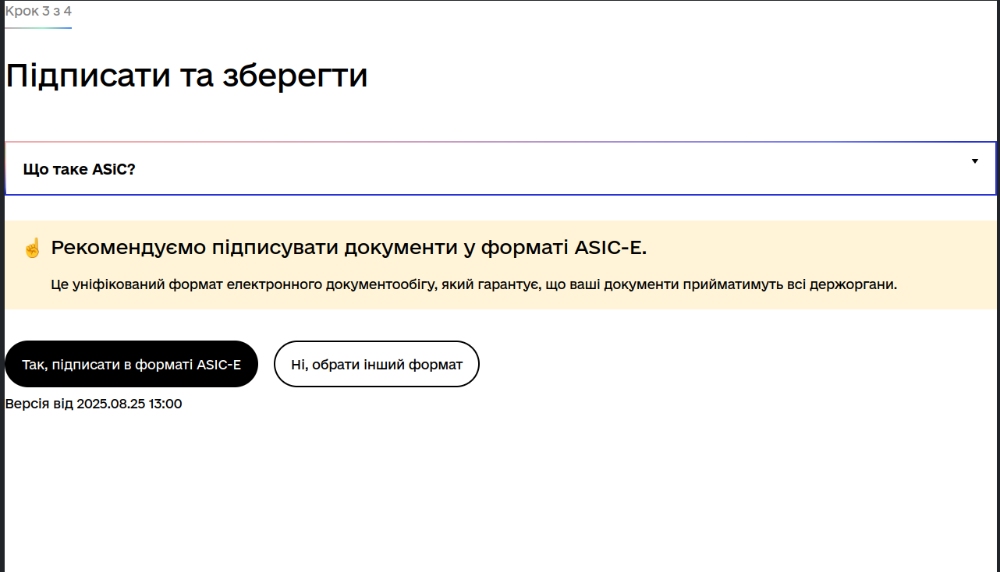 Крок 3 з 4
Підписати та зберегти
Що таке ASiC?
☝️ Рекомендуємо підписувати документи у форматі ASIC-E.
Це уніфікований формат електронного документообігу, який гарантує, що ваші документи прийматимуть всі держоргани.
Так, підписати в форматі ASIC-E
Ні, обрати інший формат
Версія від 2025.08.25 13:00